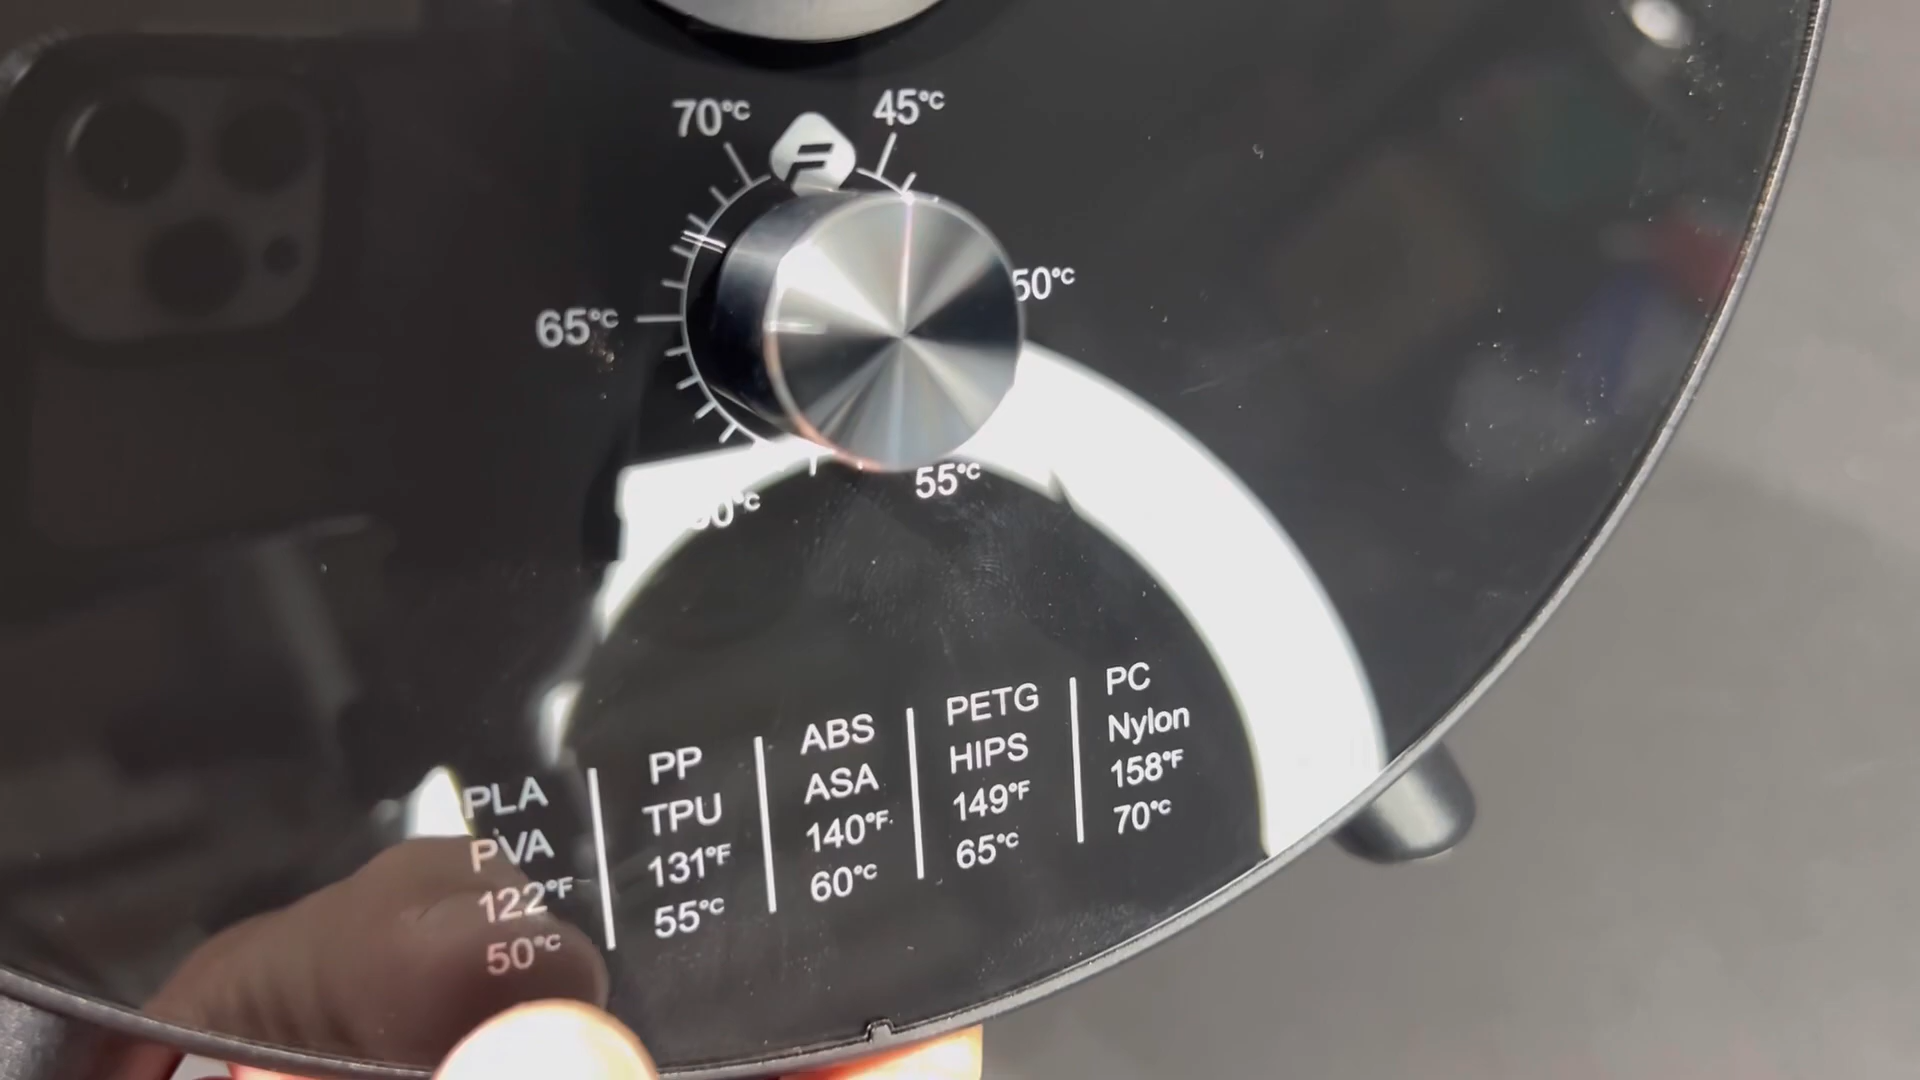 70°C
45°C
50°C
65°C
55°C
PLA
PVA
122°F
50°C
PP
TPU
131°F
55°C
ABS
ASA
140°F
60°C
PETG
HIPS
149°F
65°C
PC
Nylon
158°F
70°C